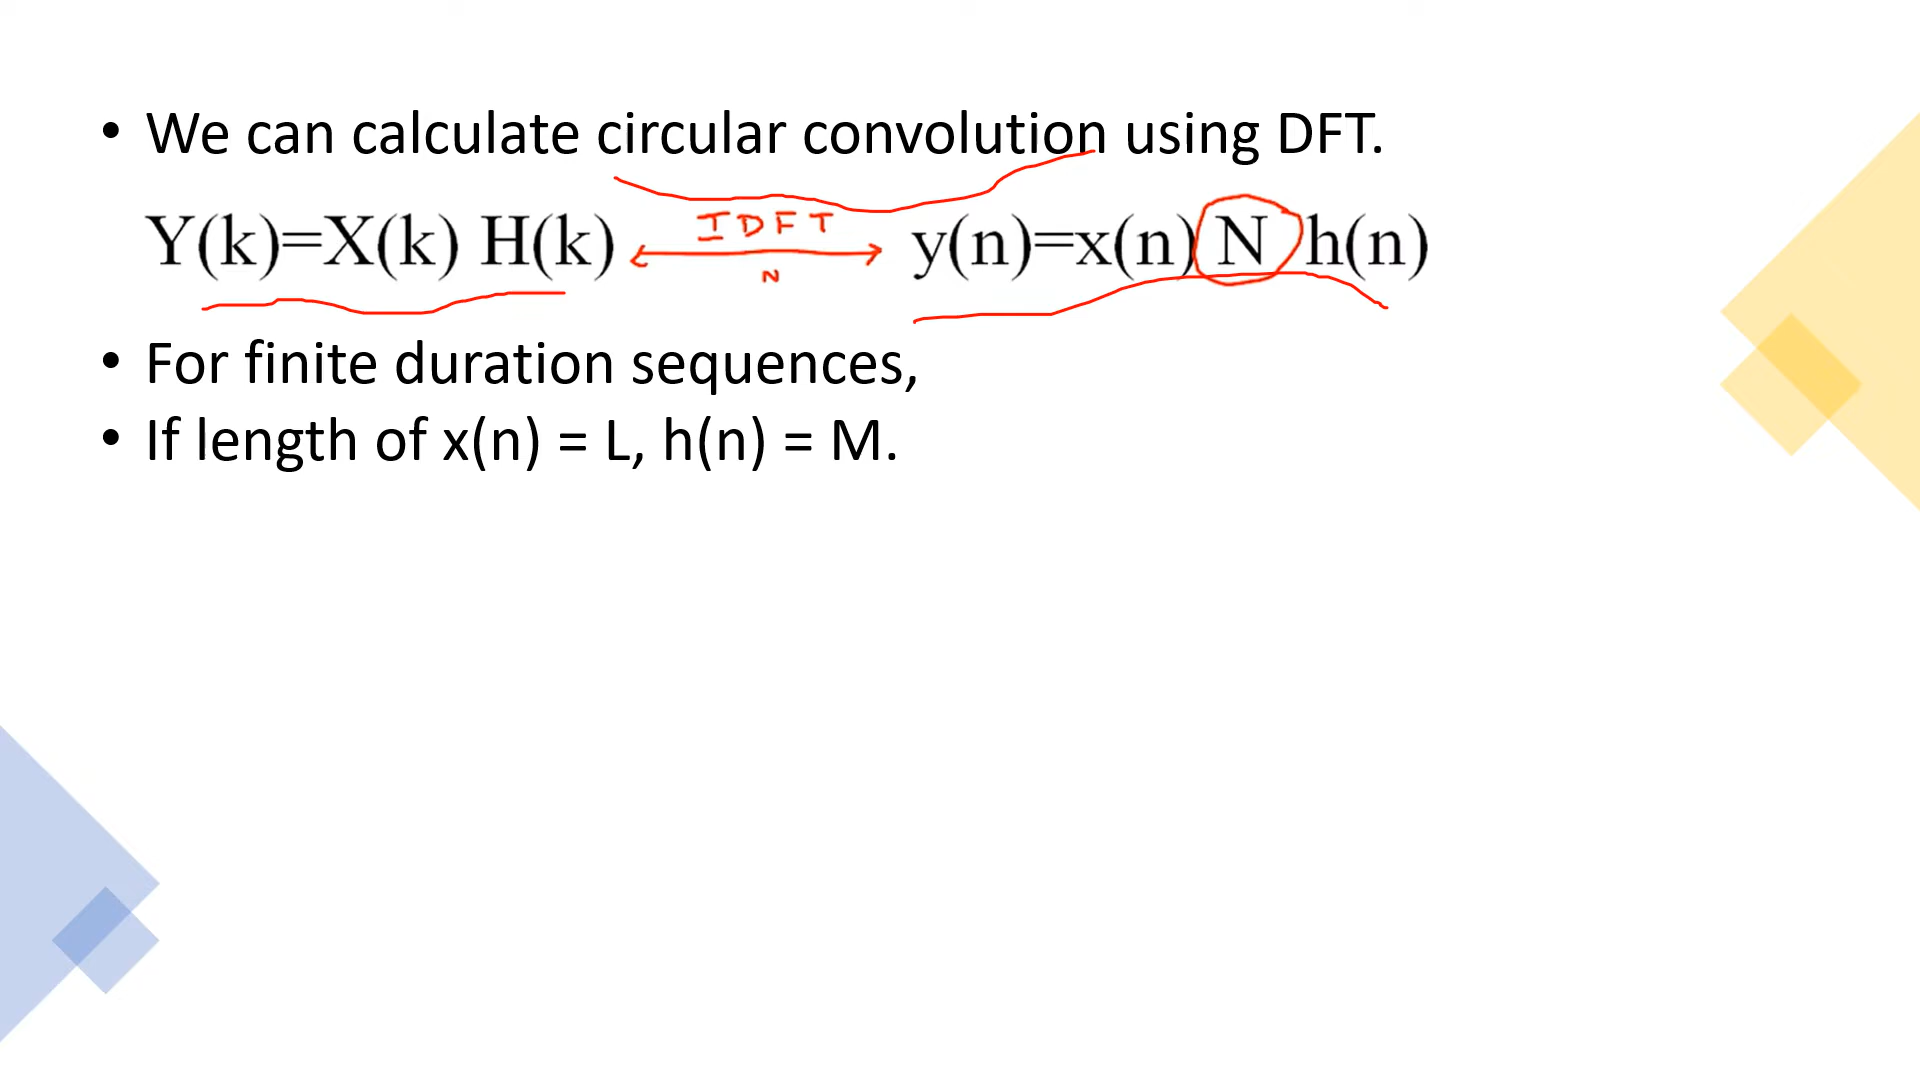 • We can calculate circular convolution using DFT.
Y(k)=X(k) H(k) IDFT N y(n)=x(n) N h(n)
• For finite duration sequences,
• If length of x(n) = L, h(n) = M.